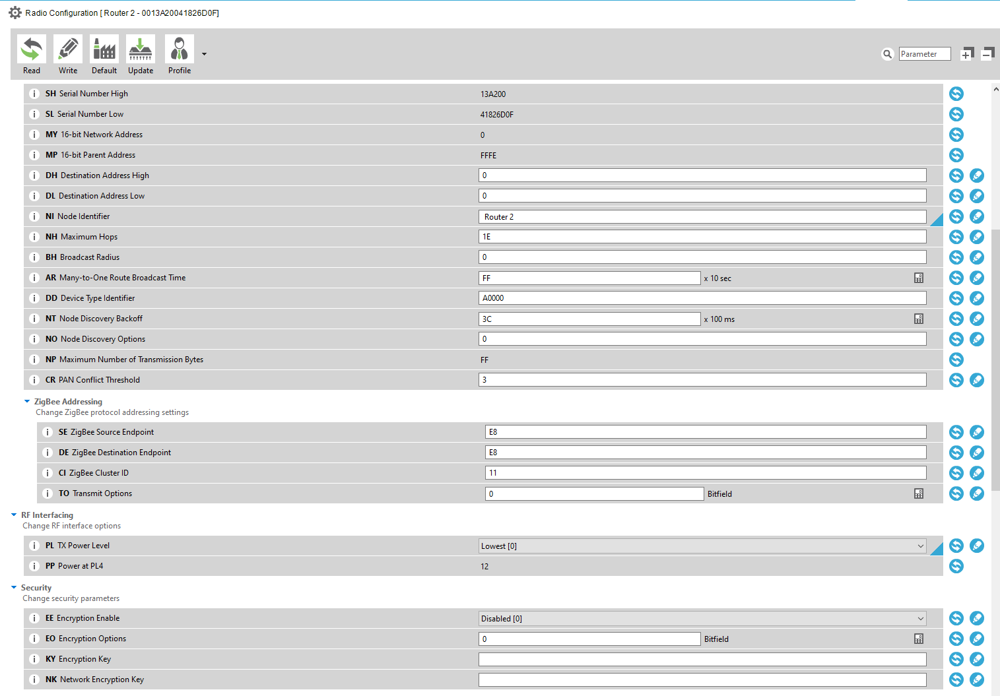 Radio Configuration [ Router 2 - 0013A20041826D0F]
Read Write Default Update Profile Parameter
i SH Serial Number High 13A200
i SL Serial Number Low 41826D0F
i MY 16-bit Network Address 0
i MP 16-bit Parent Address FFFE
i DH Destination Address High 0
i DL Destination Address Low 0
i NI Node Identifier Router 2
i NH Maximum Hops 1E
i BH Broadcast Radius 0
i AR Many-to-One Route Broadcast Time FF x 10 sec
i DD Device Type Identifier A0000
i NT Node Discovery Backoff 3C x 100 ms
i NO Node Discovery Options 0
i NP Maximum Number of Transmission Bytes FF
i CR PAN Conflict Threshold 3
ZigBee Addressing
Change ZigBee protocol addressing settings
i SE ZigBee Source Endpoint E8
i DE ZigBee Destination Endpoint E8
i CI ZigBee Cluster ID 11
i TO Transmit Options 0 Bitfield
RF Interfacing
Change RF interface options
i PL TX Power Level Lowest [0]
i PP Power at PL4 12
Security
Change security parameters
i EE Encryption Enable Disabled [0]
i EO Encryption Options 0 Bitfield
i KY Encryption Key
i NK Network Encryption Key